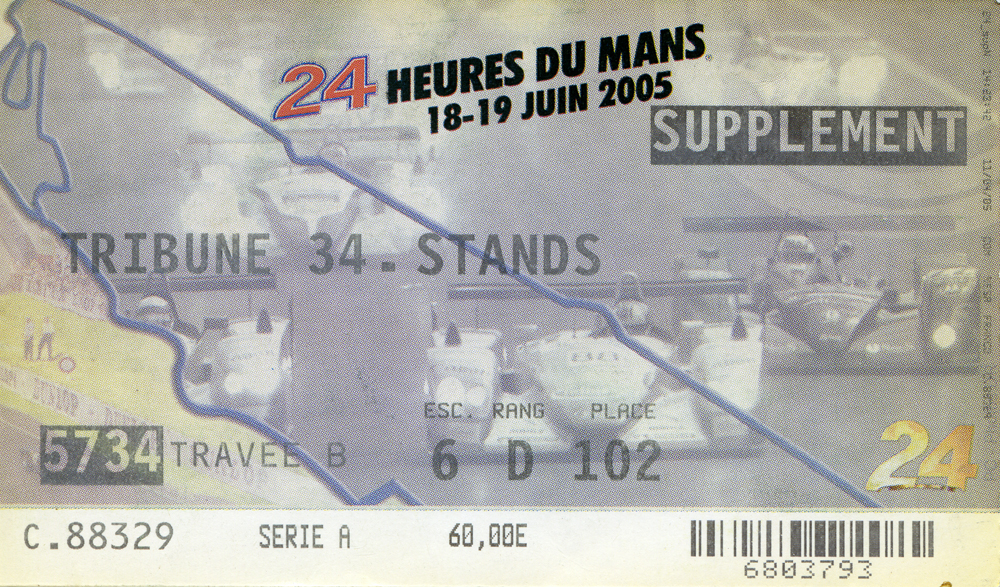 24 HEURES DU MANS
18-19 JUIN 2005
SUPPLEMENT
TRIBUNE 34. STANDS
DUNLOP
ESC. RANG PLACE
5734 TRAVEE B 6 D 102
24
C.88329 SERIE A 60,00E
6803793